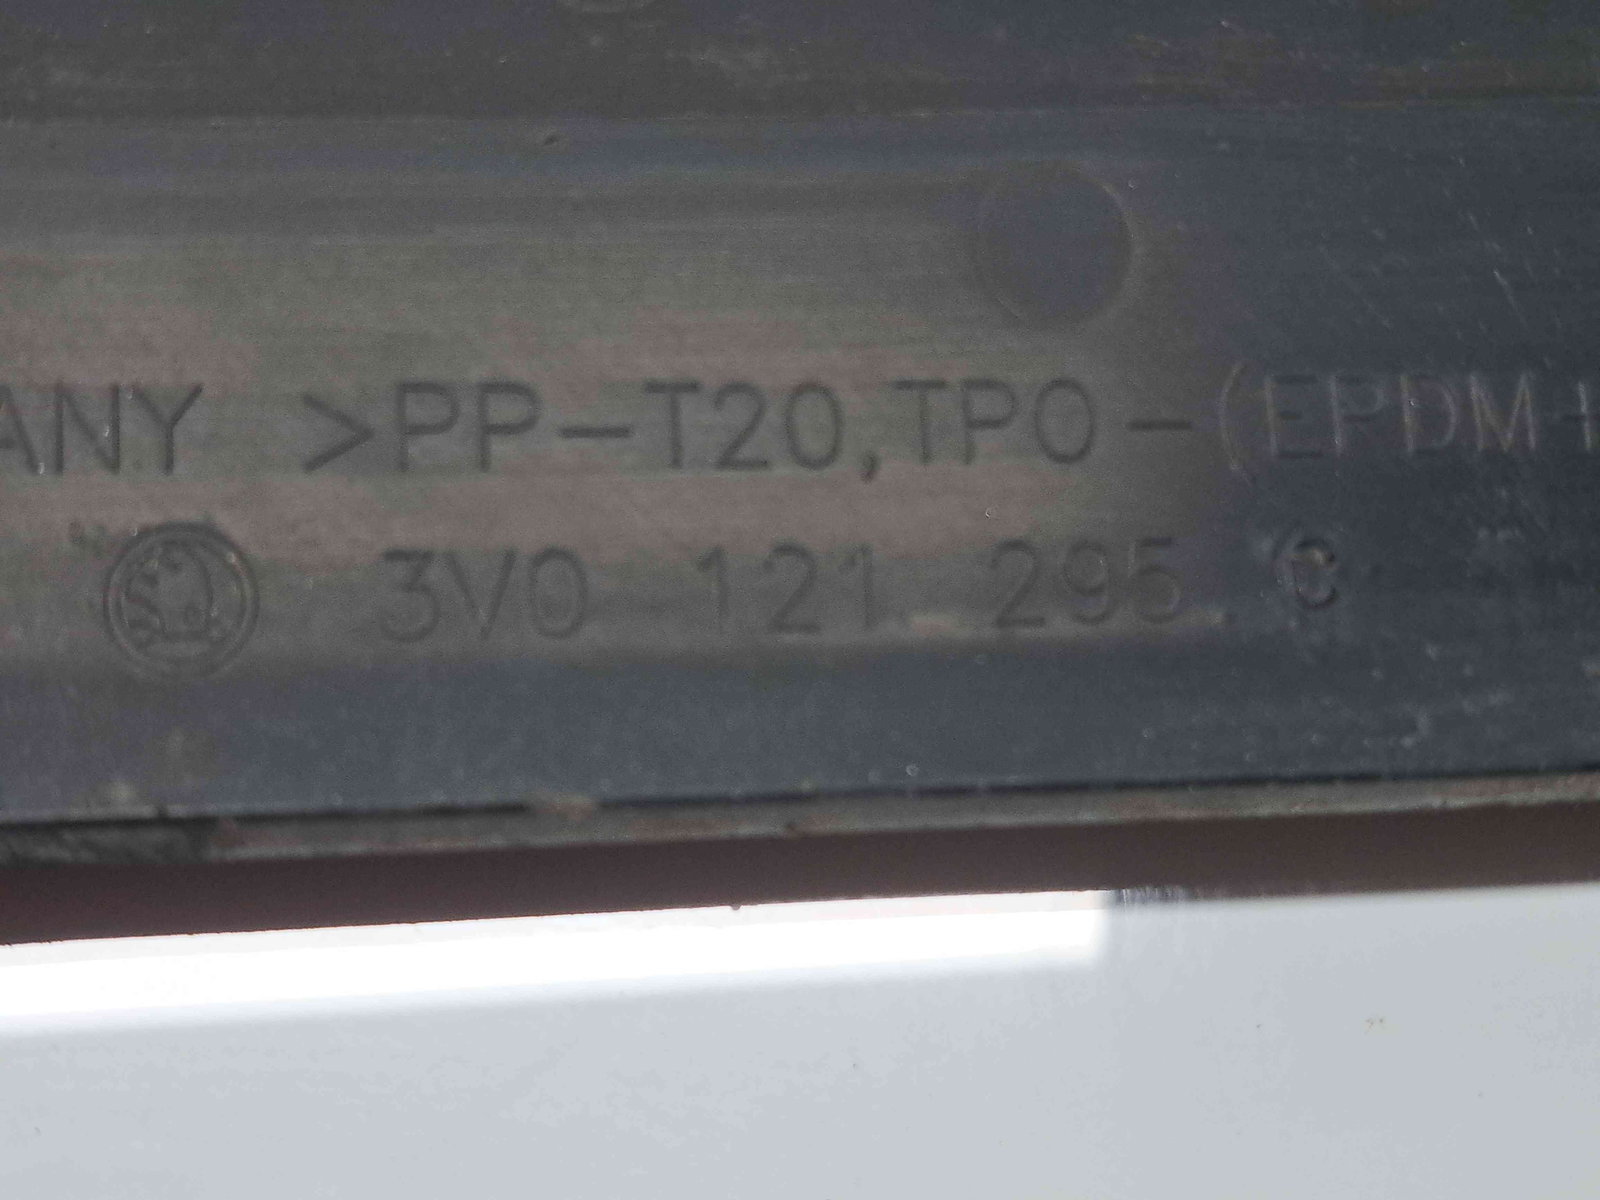 ANY >PP-T20,TPO-(EPDM+
3V0 121 295 C